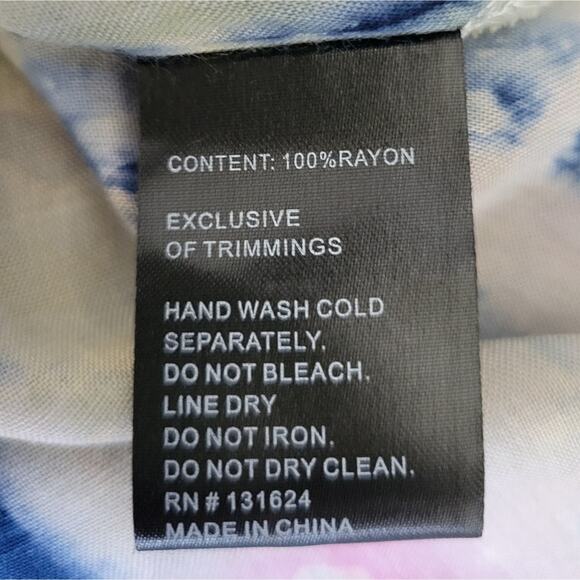 CONTENT: 100%RAYON
EXCLUSIVE
OF TRIMMINGS
HAND WASH COLD
SEPARATELY.
DO NOT BLEACH.
LINE DRY
DO NOT IRON.
DO NOT DRY CLEAN.
RN # 131624
MADE IN CHINA